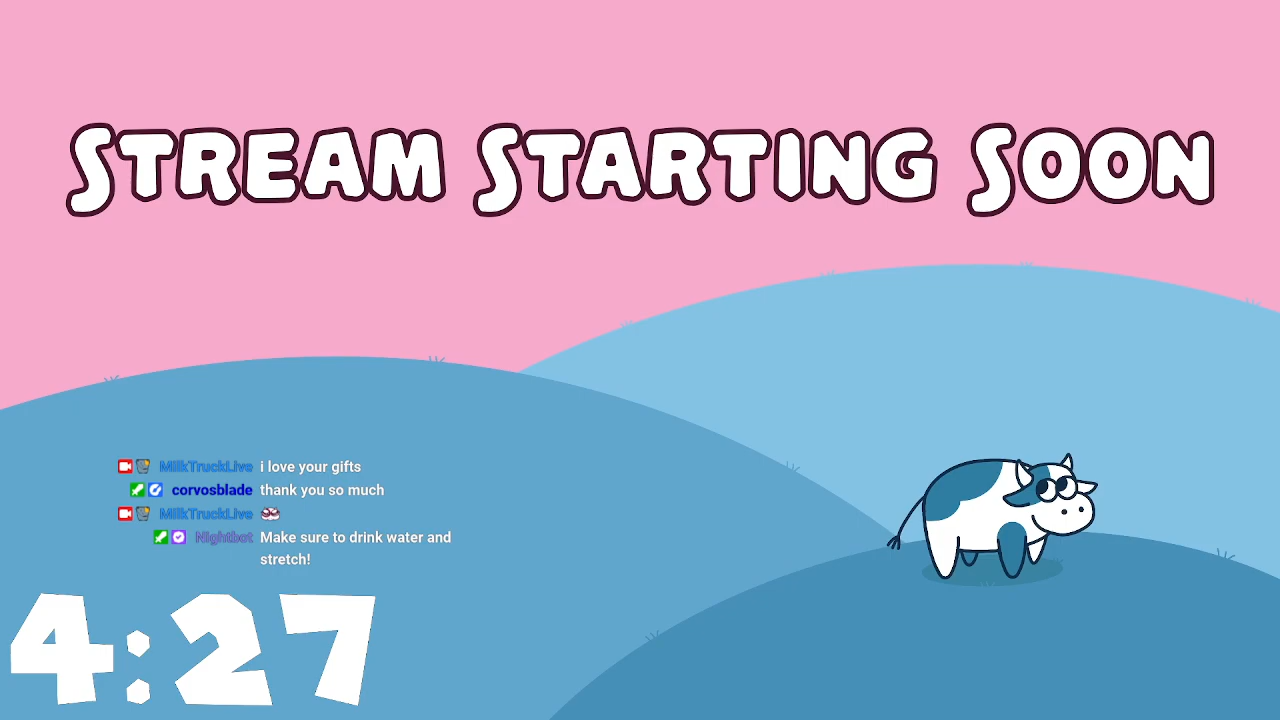 Stream Starting Soon
MilkTruckLive i love your gifts
corvosblade thank you so much
MilkTruckLive
Nightbot Make sure to drink water and
stretch!
4:27